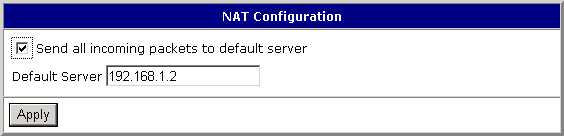 NAT Configuration
Send all incoming packets to default server
Default Server 192.168.1.2
Apply